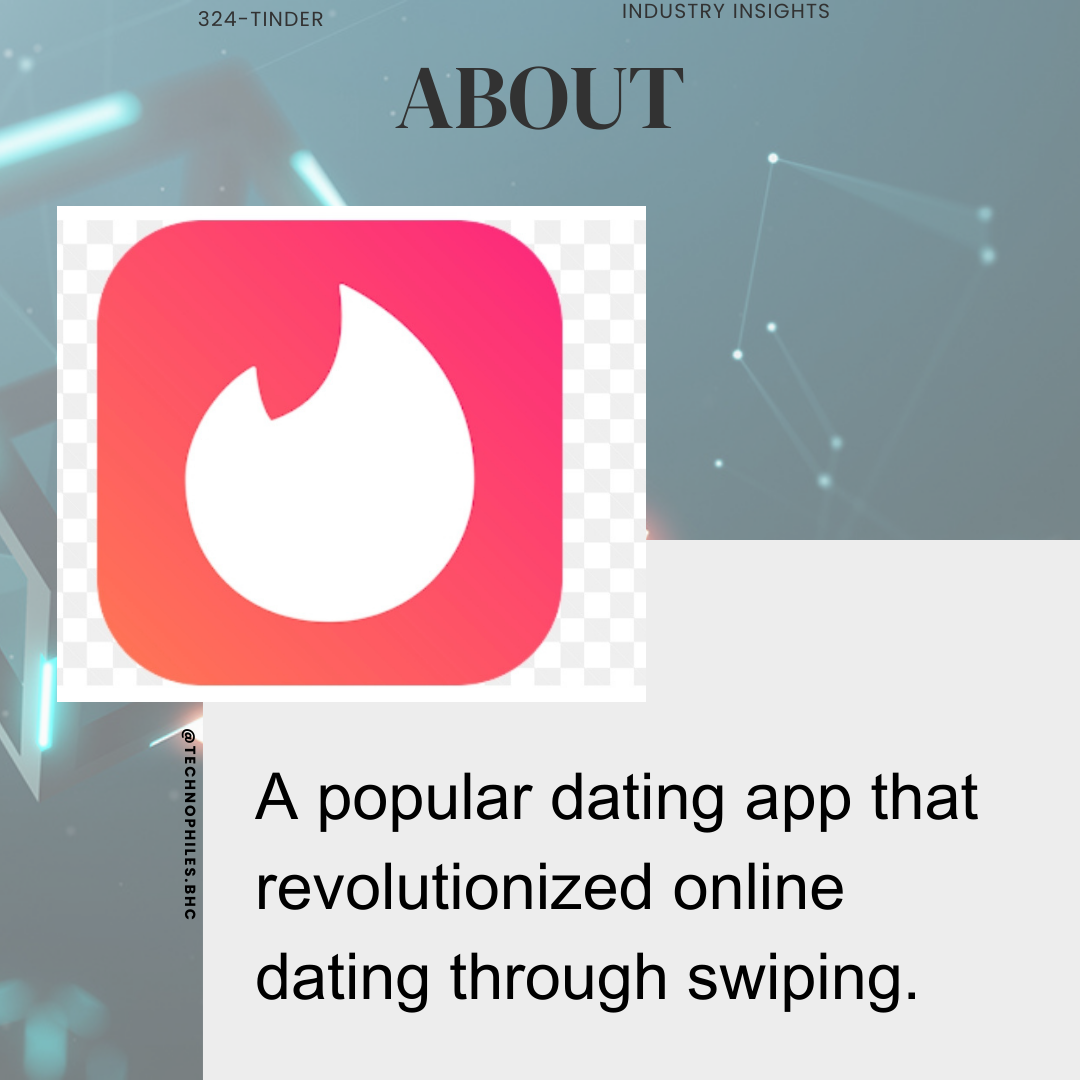 324-TINDER
INDUSTRY INSIGHTS
ABOUT
@TECHNOPHILES.BHC
A popular dating app that
revolutionized online
dating through swiping.